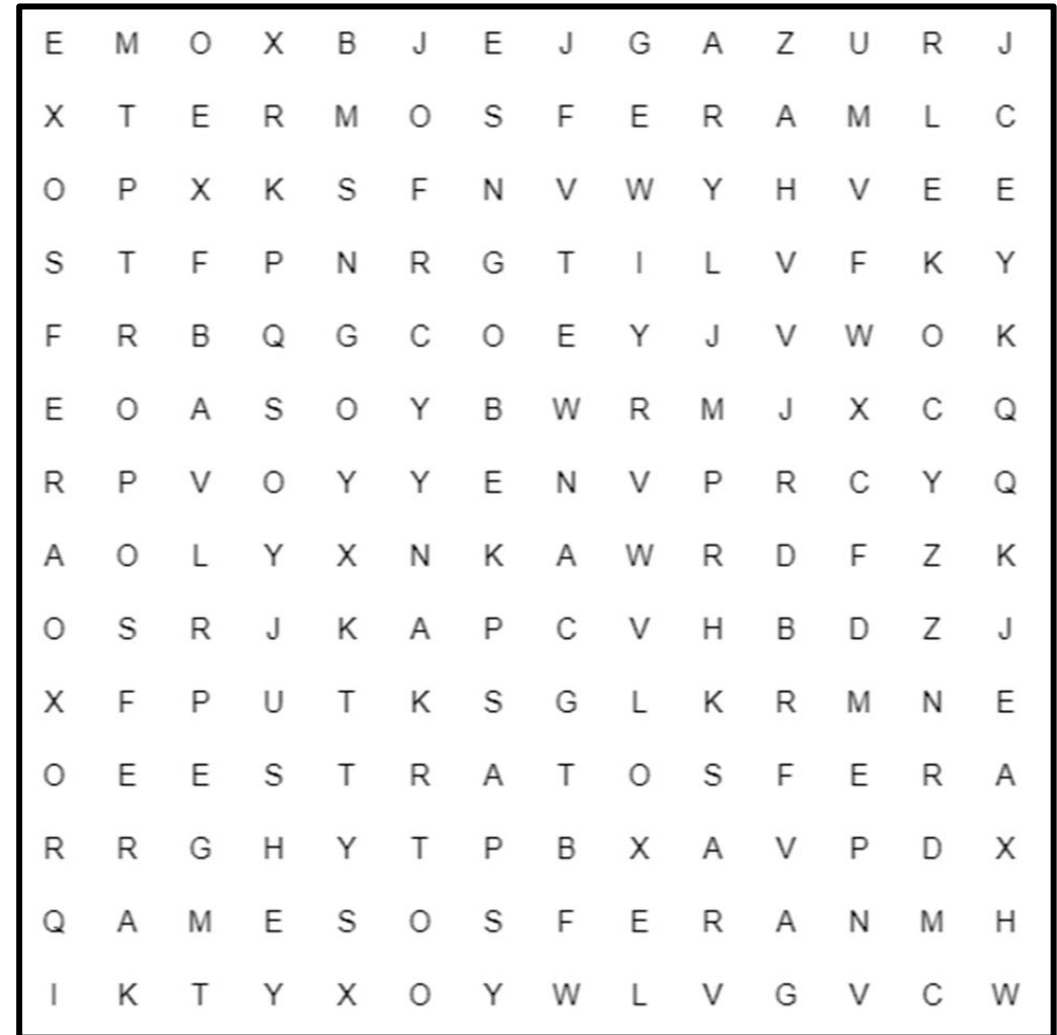 E M O X B J E J G A Z U R J
X T E R M O S F E R A M L C
O P X K S F N V W Y H V E E
S T F P N R G T I L V F K Y
F R B Q G C O E Y J V W O K
E O A S O Y B W R M J X C Q
R P V O Y Y E N V P R C Y Q
A O L Y X N K A W R D F Z K
O S R J K A P C V H B D Z J
X F P U T K S G L K R M N E
O E E S T R A T O S F E R A
R R G H Y T P B X A V P D X
Q A M E S O S F E R A N M H
I K T Y X O Y W L V G V C W